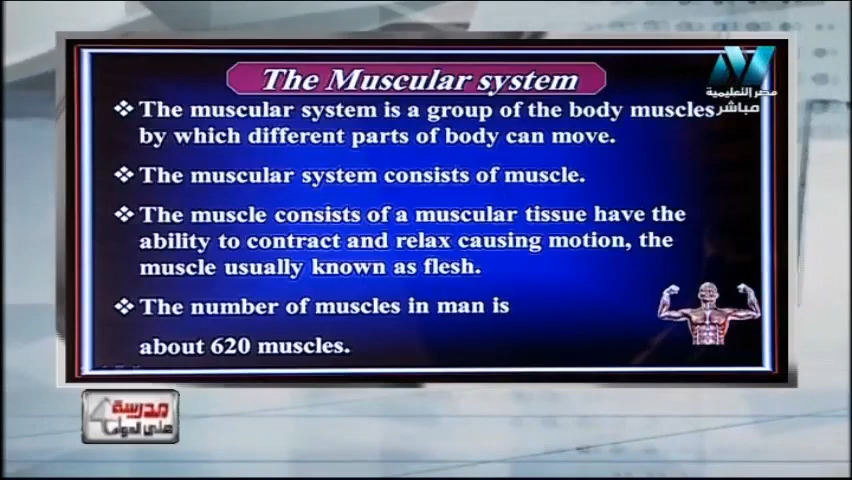 The Muscular system
❖ The muscular system is a group of the body muscles
by which different parts of body can move.
❖ The muscular system consists of muscle.
❖ The muscle consists of a muscular tissue have the
ability to contract and relax causing motion, the
muscle usually known as flesh.
❖ The number of muscles in man is
about 620 muscles.
مصر التعليمية
مباشر
مدرسة
على الهواء